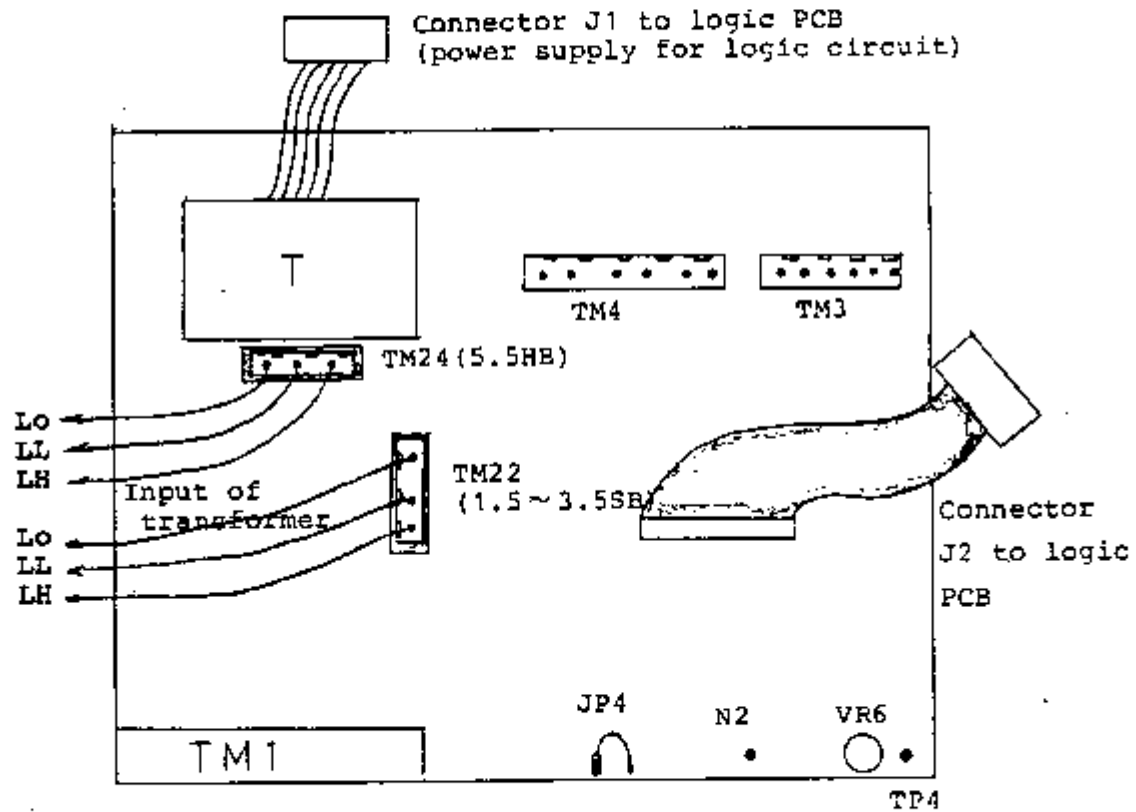 Connector J1 to logic PCB
(power supply for logic circuit)
T
TM4
TM3
TM24(5.5HB)
Lo
LL
LH
Input of
transformer
TM22
(1.5～3.5SB)
Lo
LL
LH
Connector
J2 to logic
PCB
JP4
N2
VR6
TM1
TP4